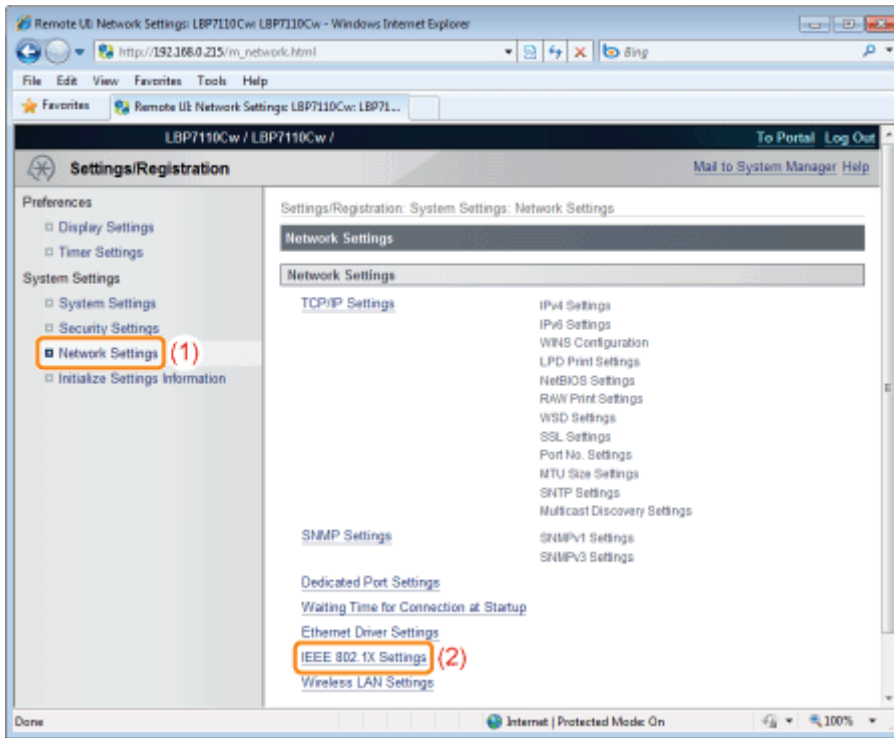 Remote UI: Network Settings: LBP7110Cw: LBP7110Cw - Windows Internet Explorer
http://192.168.0.215/m_network.html
Bing
File Edit View Favorites Tools Help
Favorites
Remote UI: Network Settings: LBP7110Cw: LBP71...
LBP7110Cw / LBP7110Cw /
To Portal Log Out
Settings/Registration
Mail to System Manager Help
Preferences
Display Settings
Timer Settings
System Settings
System Settings
Security Settings
Network Settings (1)
Initialize Settings Information
Settings/Registration: System Settings: Network Settings
Network Settings
Network Settings
TCP/IP Settings
IPv4 Settings
IPv6 Settings
WINS Configuration
LPD Print Settings
NetBIOS Settings
RAW Print Settings
WSD Settings
SSL Settings
Port No. Settings
MTU Size Settings
SNTP Settings
Multicast Discovery Settings
SNMP Settings
SNMPv1 Settings
SNMPv3 Settings
Dedicated Port Settings
Waiting Time for Connection at Startup
Ethernet Driver Settings
IEEE 802.1X Settings (2)
Wireless LAN Settings
Done
Internet | Protected Mode: On
100%